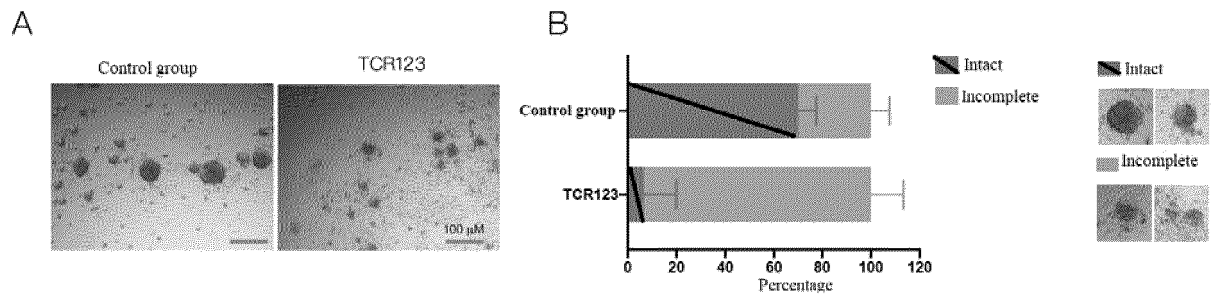 A
Control group
TCR123
100 μM
B
Control group
TCR123
0 20 40 60 80 100 120
Percentage
Intact
Incomplete
Intact
Incomplete